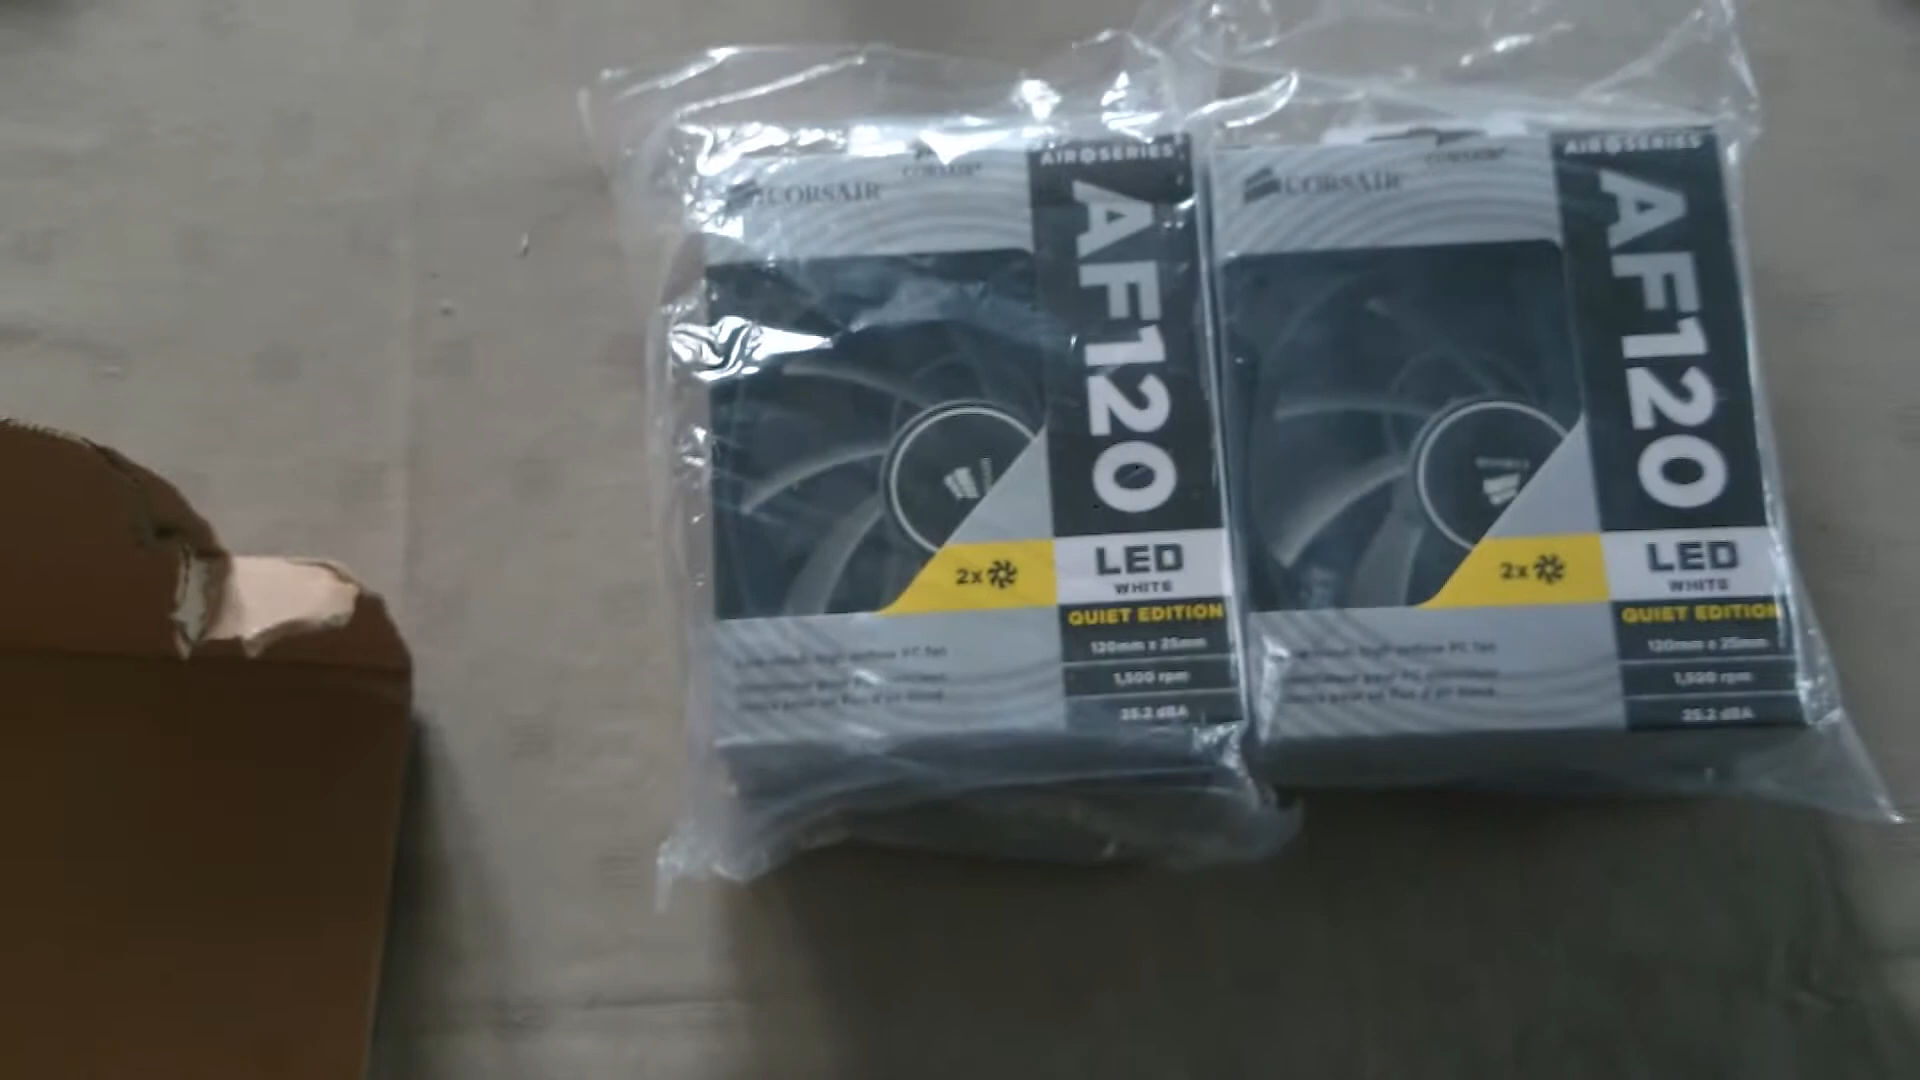 CORSAIR
CORSAIR
AIR SERIES
AF120
2x
LED
WHITE
QUIET EDITION
120mm x 25mm
1,500 rpm
25.2 dBA
CORSAIR
CORSAIR
AIR SERIES
AF120
2x
LED
WHITE
QUIET EDITION
120mm x 25mm
1,500 rpm
25.2 dBA